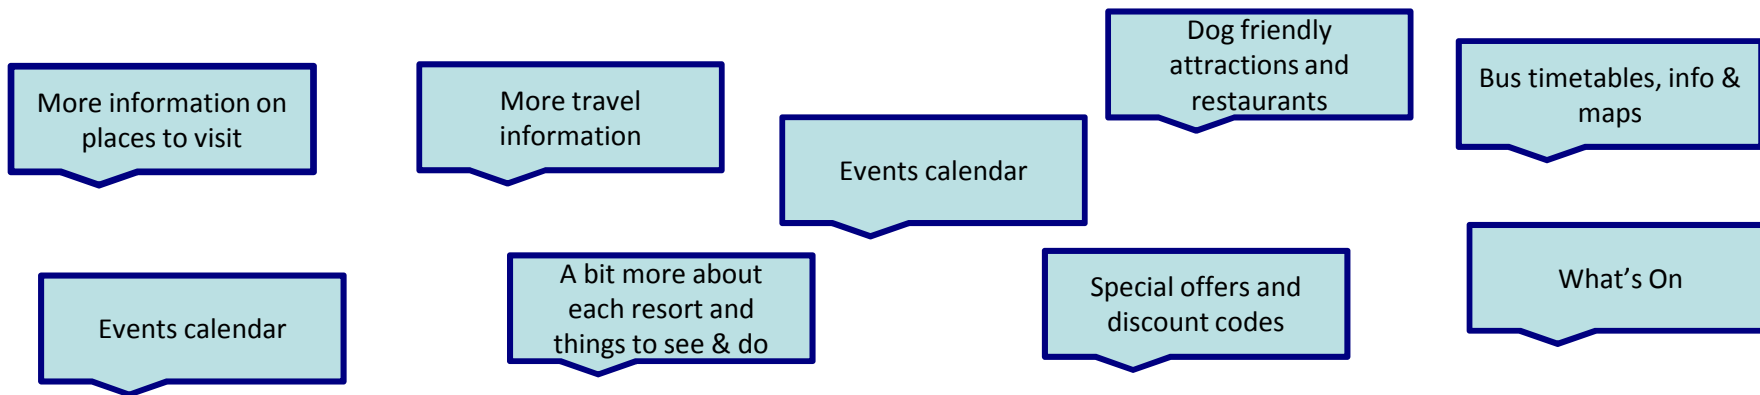 More information on
places to visit
More travel
information
Events calendar
Dog friendly
attractions and
restaurants
Bus timetables, info &
maps
Events calendar
A bit more about
each resort and
things to see & do
Special offers and
discount codes
What’s On